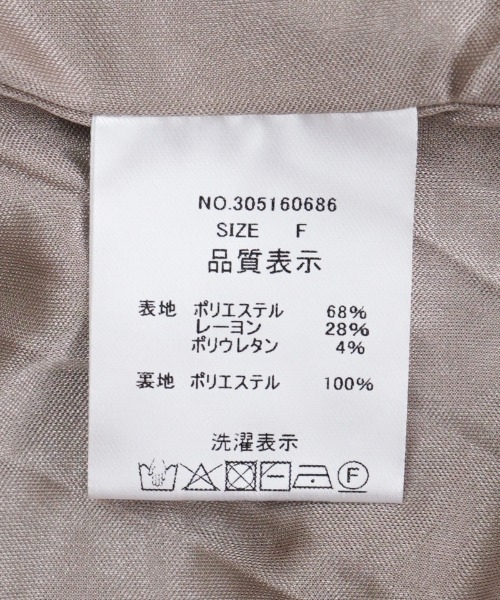 NO.305160686
SIZE F
品質表示
表地 ポリエステル 68%
レーヨン 28%
ポリウレタン 4%
裏地 ポリエステル 100%
洗濯表示
F